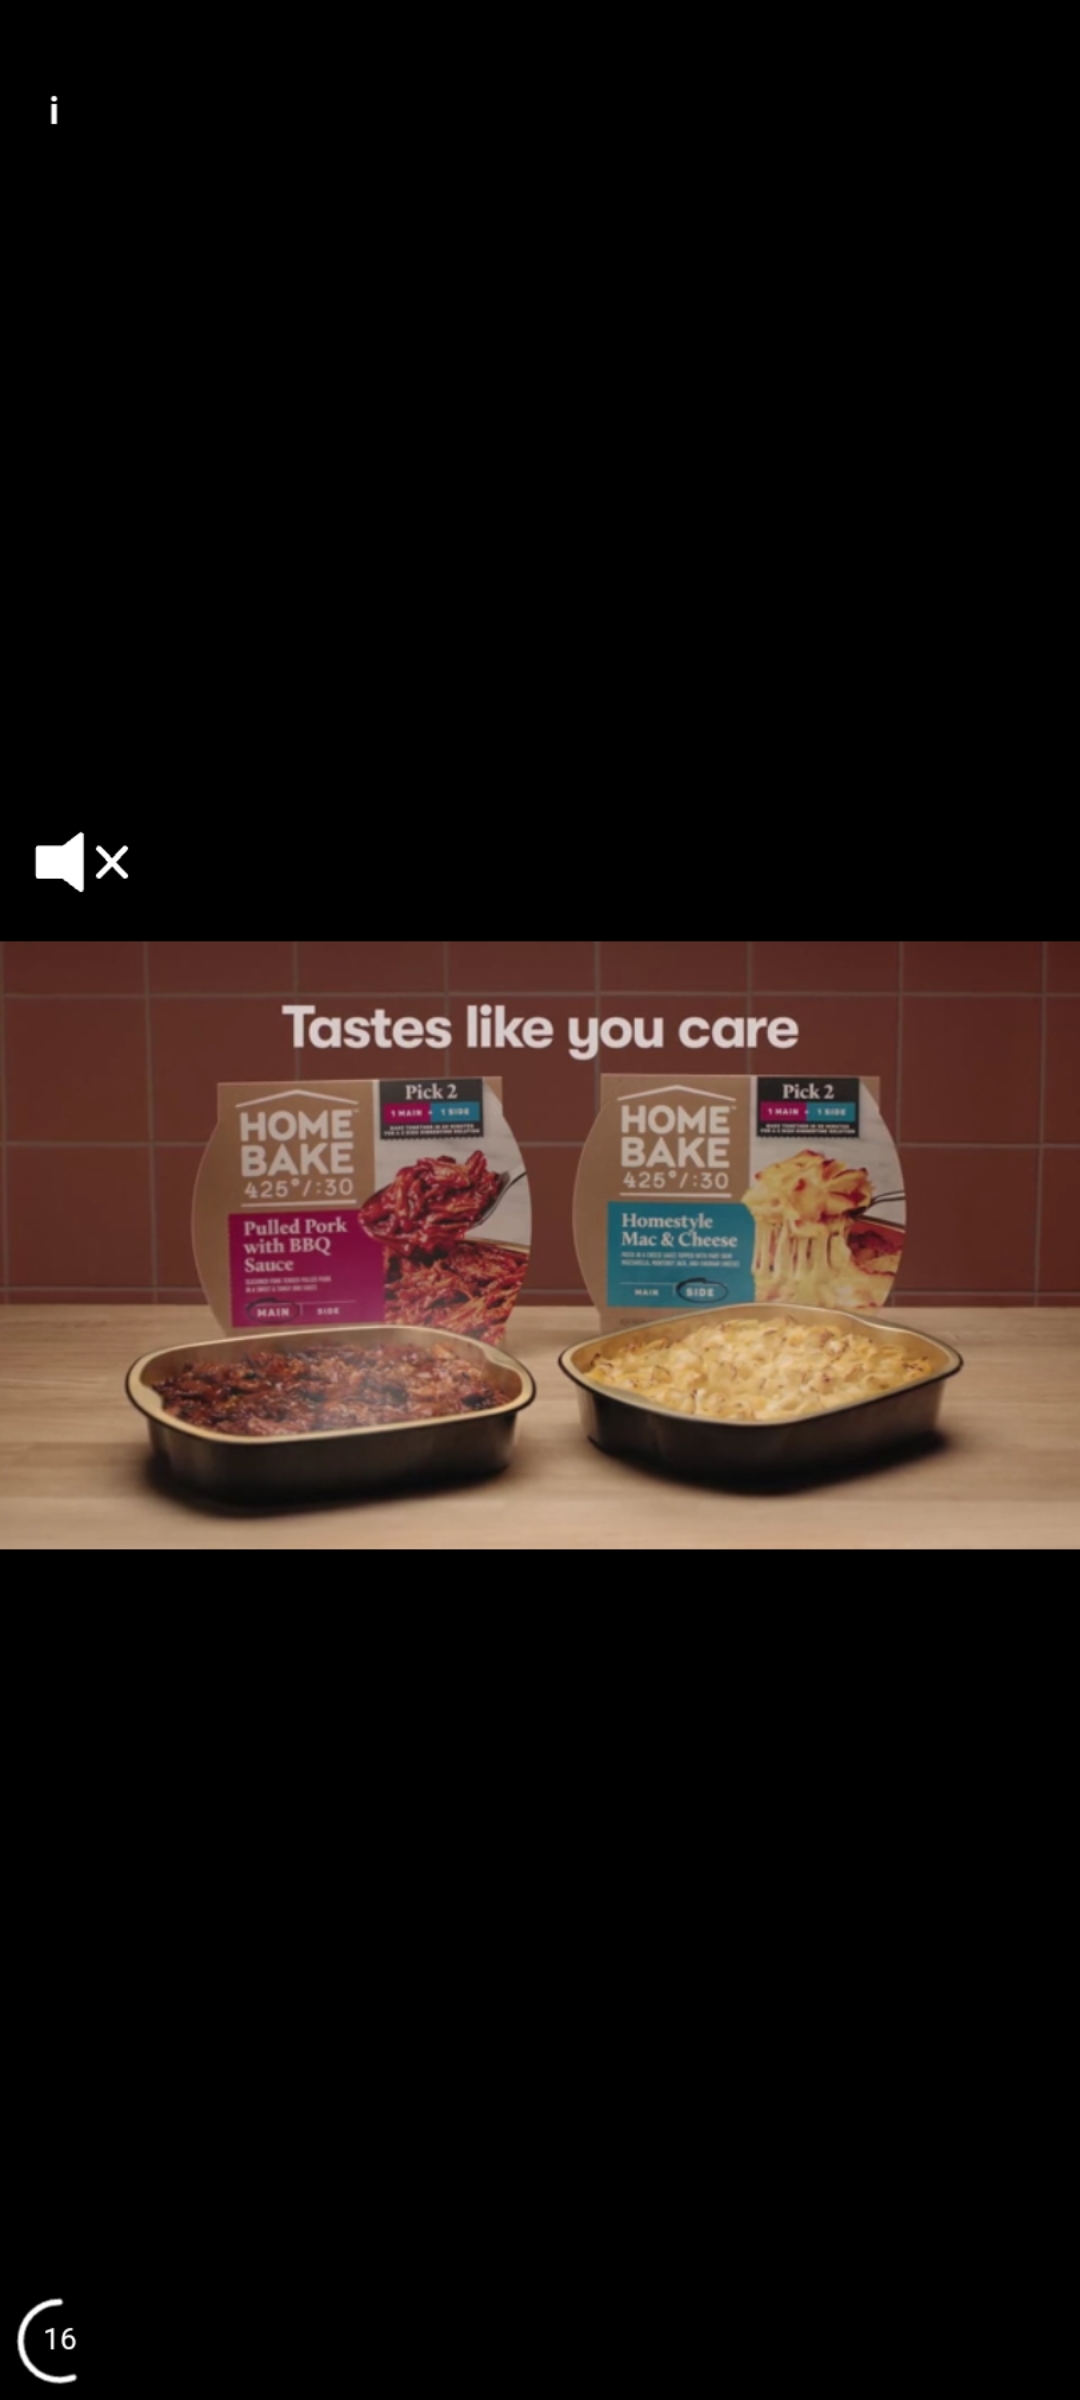 i
Tastes like you care
HOME
BAKE
425°/:30
Pick 2
1 MAIN + 1 SIDE
Pulled Pork
with BBQ
Sauce
MAIN | SIDE
HOME
BAKE™
425°/:30
Pick 2
1 MAIN + 1 SIDE
Homestyle
Mac & Cheese
MAIN | SIDE
16